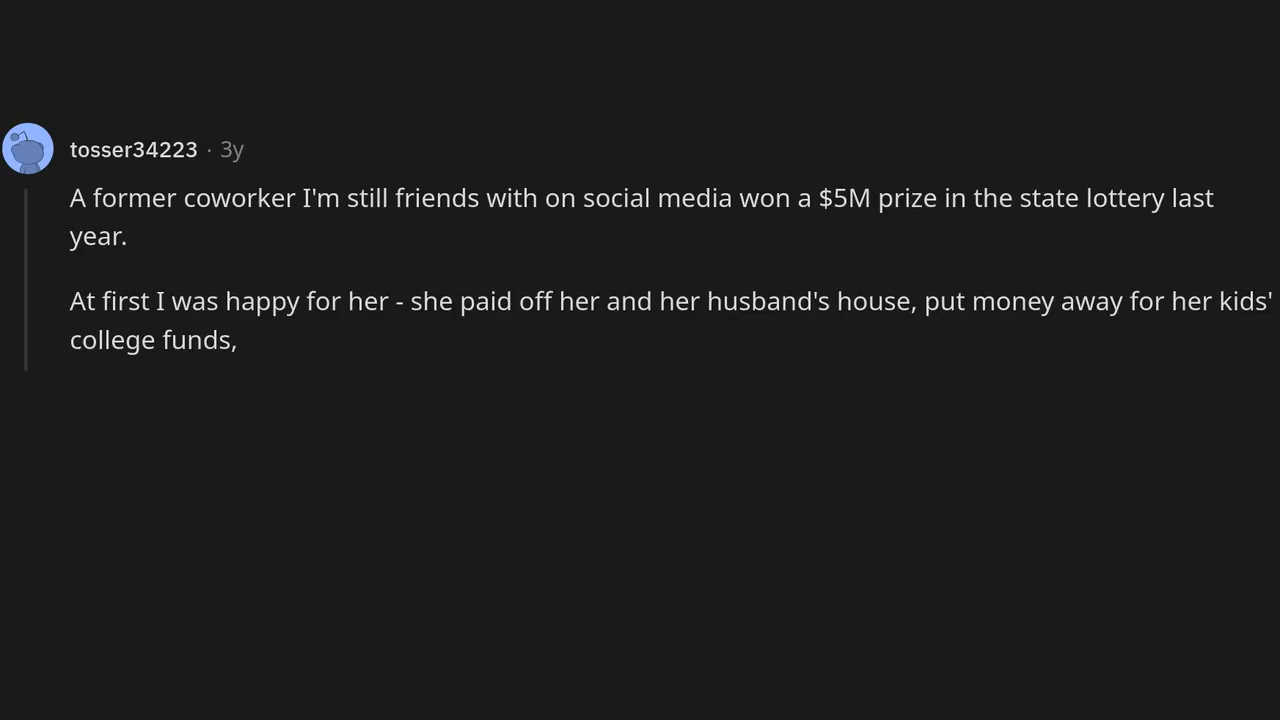 tosser34223 · 3y
A former coworker I'm still friends with on social media won a $5M prize in the state lottery last
year.
At first I was happy for her - she paid off her and her husband's house, put money away for her kids'
college funds,